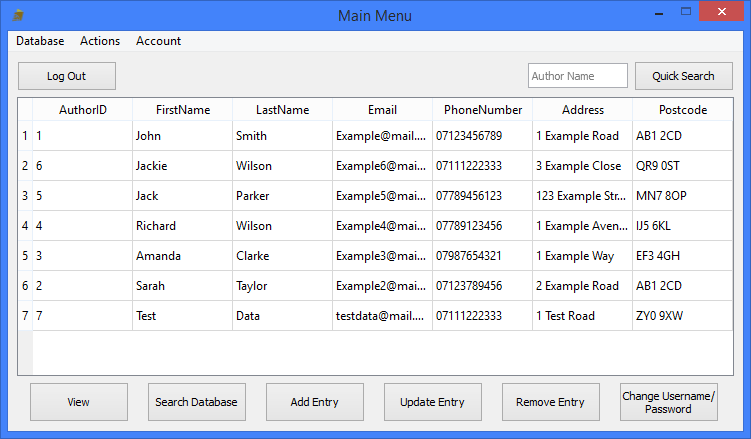 Main Menu
Database Actions Account
Log Out Author Name Quick Search
AuthorID FirstName LastName Email PhoneNumber Address Postcode
1 1 John Smith Example@mail.... 07123456789 1 Example Road AB1 2CD
2 6 Jackie Wilson Example6@mai... 07111222333 3 Example Close QR9 0ST
3 5 Jack Parker Example5@mai... 07789456123 123 Example Str... MN7 8OP
4 4 Richard Wilson Example4@mai... 07789123456 1 Example Aven... IJ5 6KL
5 3 Amanda Clarke Example3@mai... 07987654321 1 Example Way EF3 4GH
6 2 Sarah Taylor Example2@mai... 07123789456 2 Example Road AB1 2CD
7 7 Test Data testdata@mail.... 07111222333 1 Test Road ZY0 9XW
View Search Database Add Entry Update Entry Remove Entry Change Username/
Password